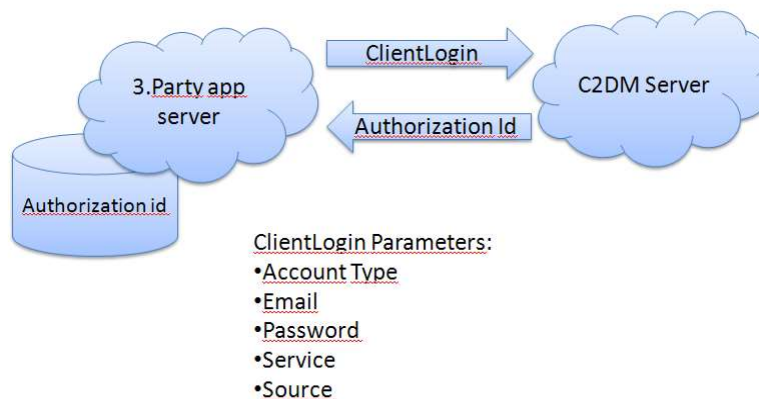 3.Party app
server
ClientLogin
C2DM Server
Authorization Id
Authorization id
ClientLogin Parameters:
•Account Type
•Email
•Password
•Service
•Source